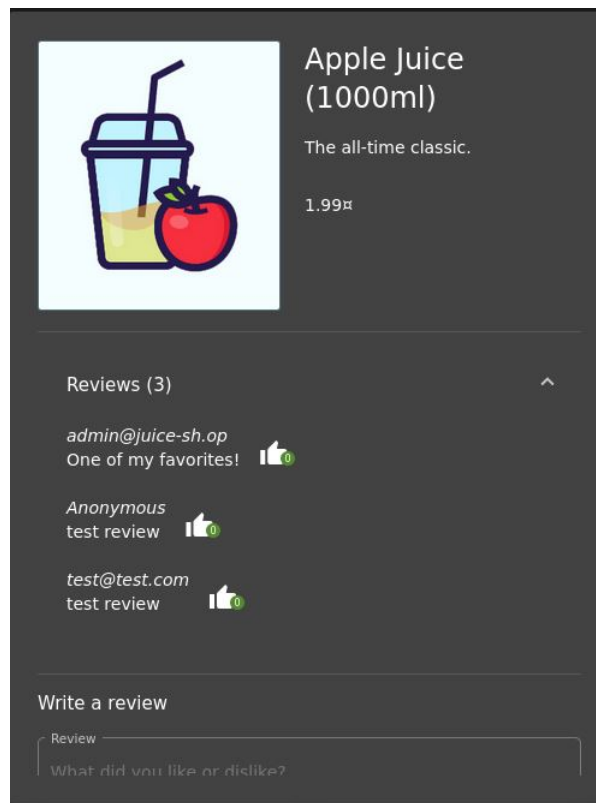 Apple Juice
(1000ml)
The all-time classic.
1.99¤
Reviews (3)
admin@juice-sh.op
One of my favorites!
0
Anonymous
test review
0
test@test.com
test review
0
Write a review
Review
What did you like or dislike?